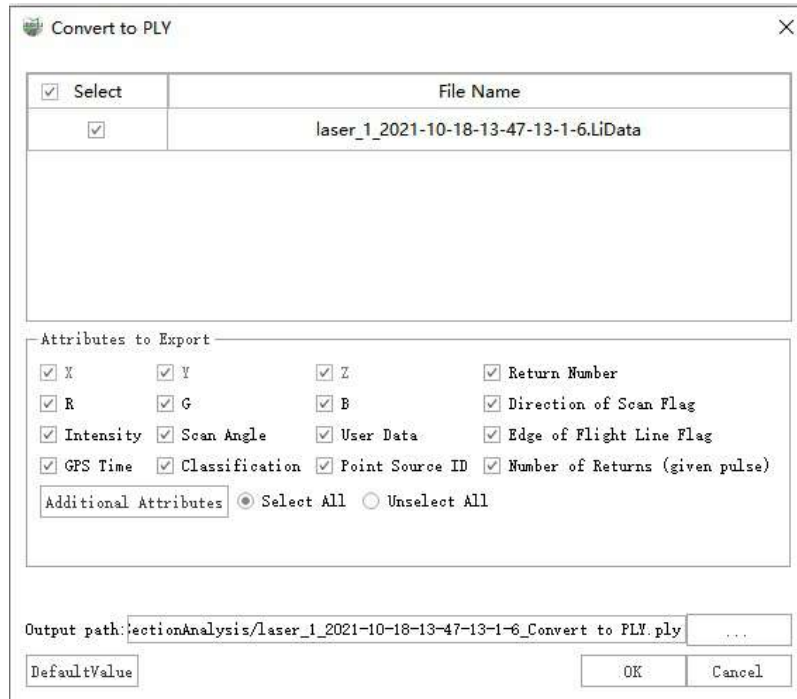 Convert to PLY
Select File Name
laser_1_2021-10-18-13-47-13-1-6.LiData
Attributes to Export
X Y Z Return Number
R G B Direction of Scan Flag
Intensity Scan Angle User Data Edge of Flight Line Flag
GPS Time Classification Point Source ID Number of Returns (given pulse)
Additional Attributes Select All Unselect All
Output path: ectionAnalysis/laser_1_2021-10-18-13-47-13-1-6_Convert to PLY.ply ...
DefaultValue OK Cancel